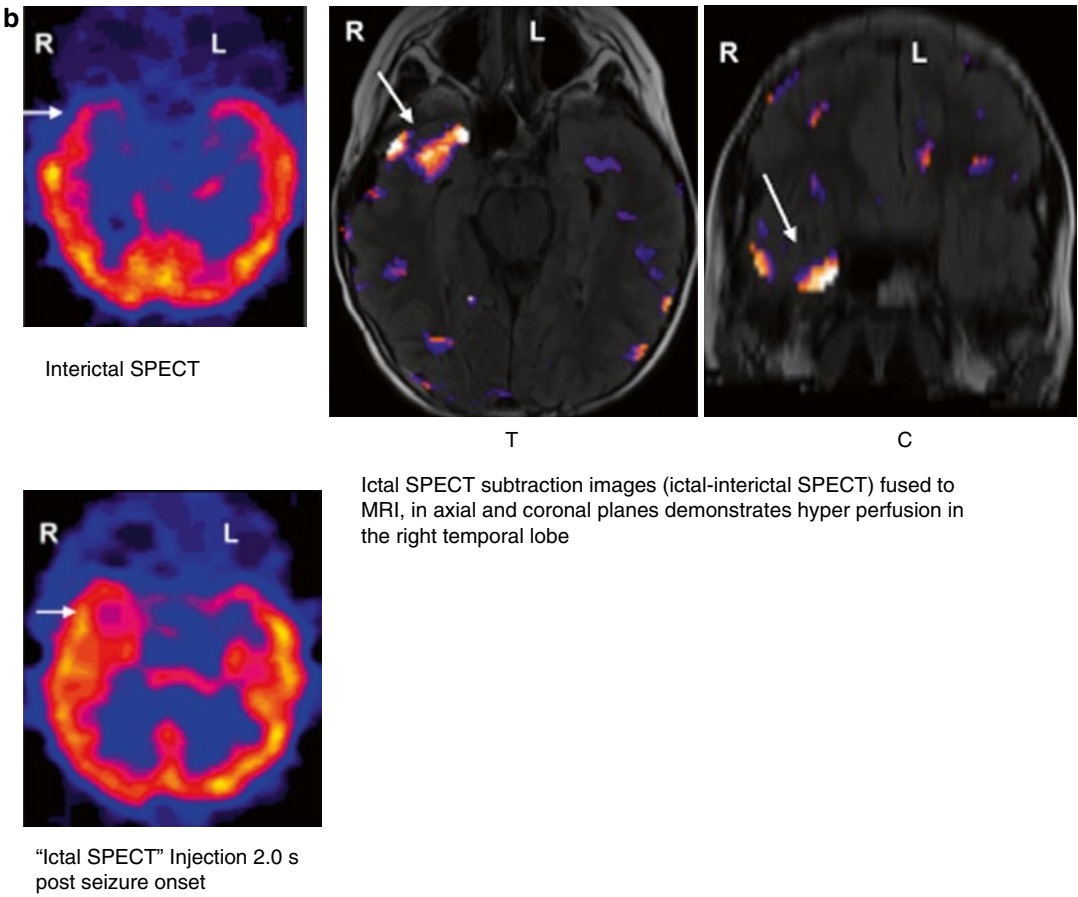 b
R L
R L
R L
Interictal SPECT
T
C
Ictal SPECT subtraction images (ictal-interictal SPECT) fused to
MRI, in axial and coronal planes demonstrates hyper perfusion in
the right temporal lobe
R L
“Ictal SPECT” Injection 2.0 s
post seizure onset